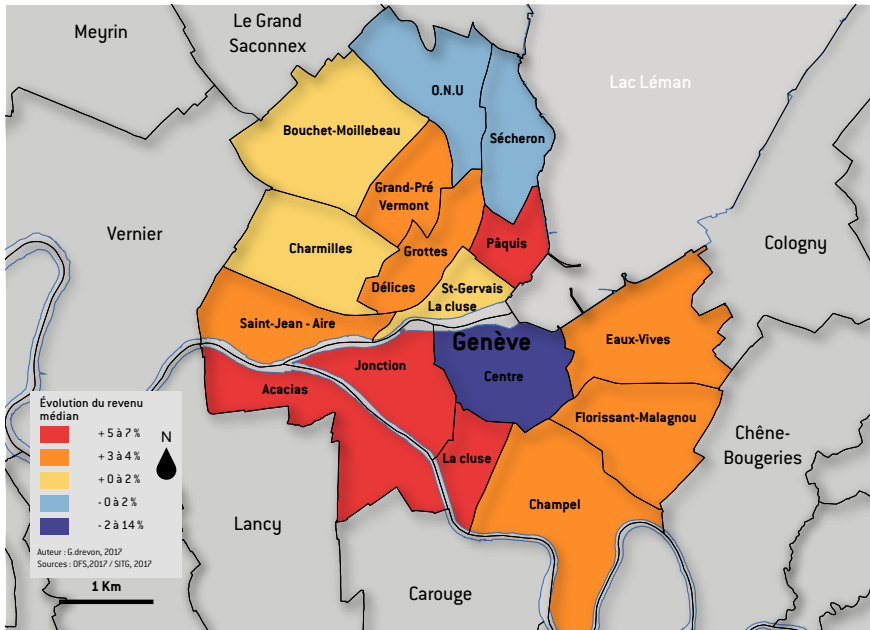 Meyrin
Le Grand
Saconnex
O.N.U
Lac Léman
Bouchet-Moillebeau
Sécheron
Grand-Pré
Vermont
Vernier
Cologny
Charmilles
Grottes
Pâquis
Délices
St-Gervais
La cluse
Saint-Jean - Aire
Genève
Eaux-Vives
Jonction
Centre
Acacias
Florissant-Malagnou
Chêne-
Bougeries
La cluse
Champel
Lancy
Carouge
Évolution du revenu
médian
+ 5 à 7 %
+ 3 à 4 %
+ 0 à 2 %
- 0 à 2 %
- 2 à 14 %
N
Auteur : G.drevon, 2017
Sources : OFS,2017 / SITG, 2017
1 Km